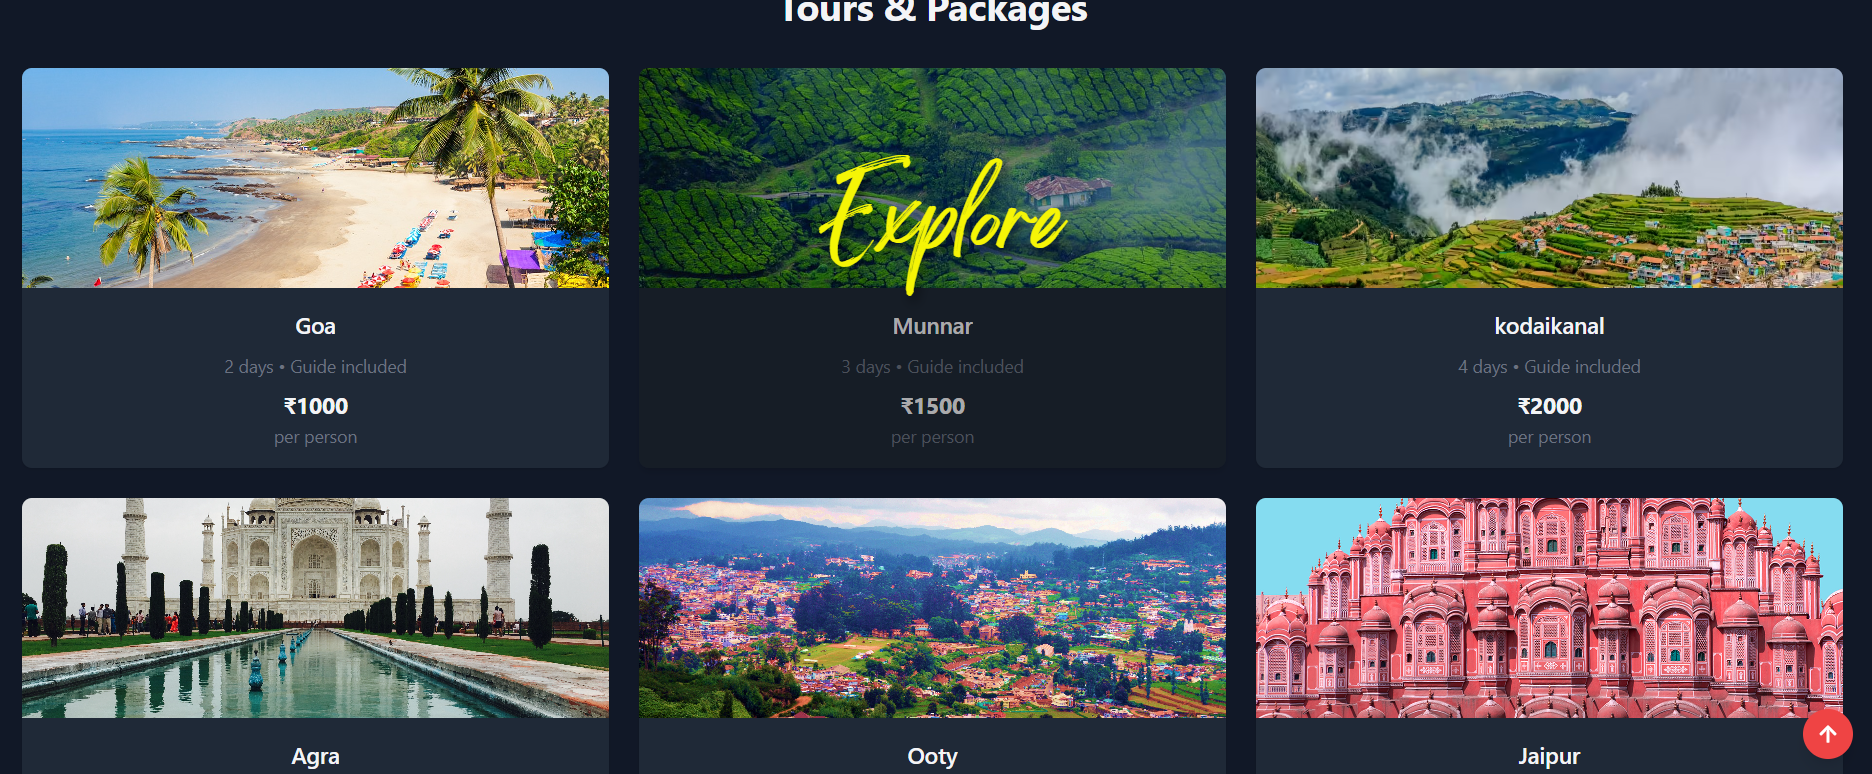 Tours & Packages
Explore
Goa
2 days • Guide included
₹1000
per person
Munnar
3 days • Guide included
₹1500
per person
kodaikanal
4 days • Guide included
₹2000
per person
Agra
Ooty
Jaipur